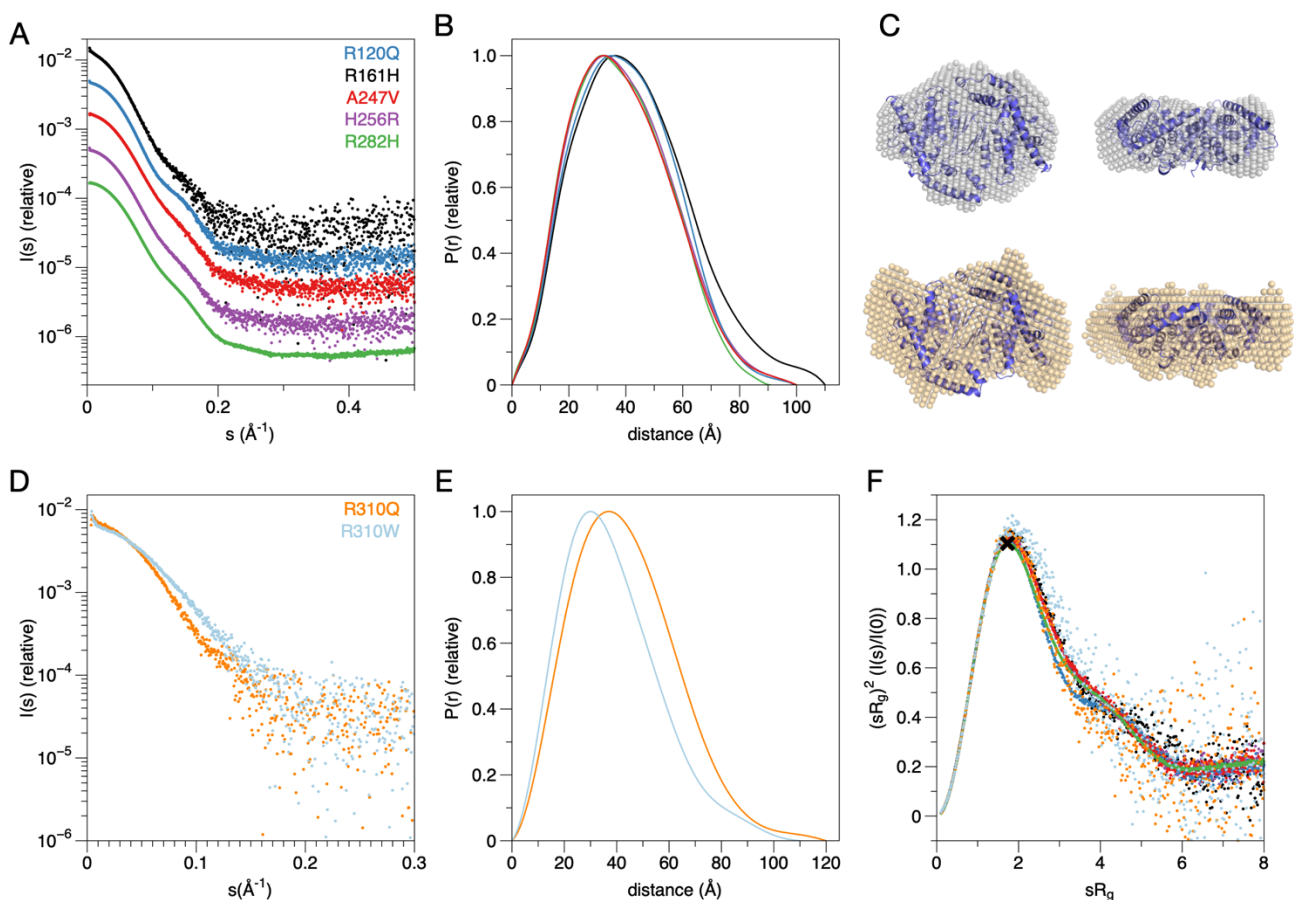 A
R120Q
R161H
A247V
H256R
R282H
10⁻²
10⁻³
10⁻⁴
10⁻⁵
10⁻⁶
I(s) (relative)
0 0.2 0.4
s (Å⁻¹)
B
1.0
0.8
0.6
0.4
0.2
0
P(r) (relative)
0 20 40 60 80 100
distance (Å)
C
D
R310Q
R310W
10⁻²
10⁻³
10⁻⁴
10⁻⁵
10⁻⁶
I(s) (relative)
0 0.1 0.2 0.3
s(Å⁻¹)
E
1.0
0.8
0.6
0.4
0.2
0
P(r) (relative)
0 20 40 60 80 100 120
distance (Å)
F
1.2
1.0
0.8
0.6
0.4
0.2
0
(sRg)² (I(s)/I(0))
0 2 4 6 8
sRg